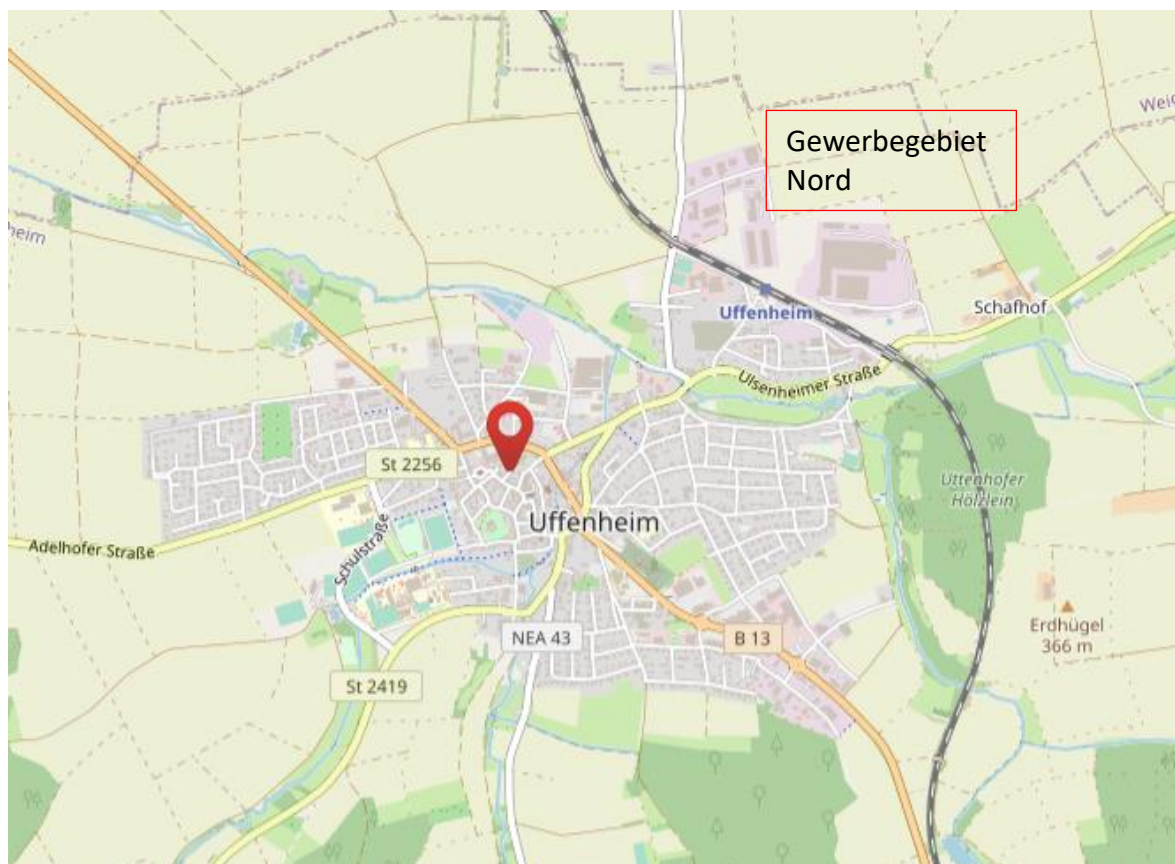 Gewerbegebiet
Nord
Weig
heim
Uffenheim
Schafhof
Ulsenheimer Straße
St 2256
Uttenhofer
Hölzlein
Uffenheim
Adelhofer Straße
Schulstraße
Erdhügel
366 m
NEA 43
B 13
St 2419